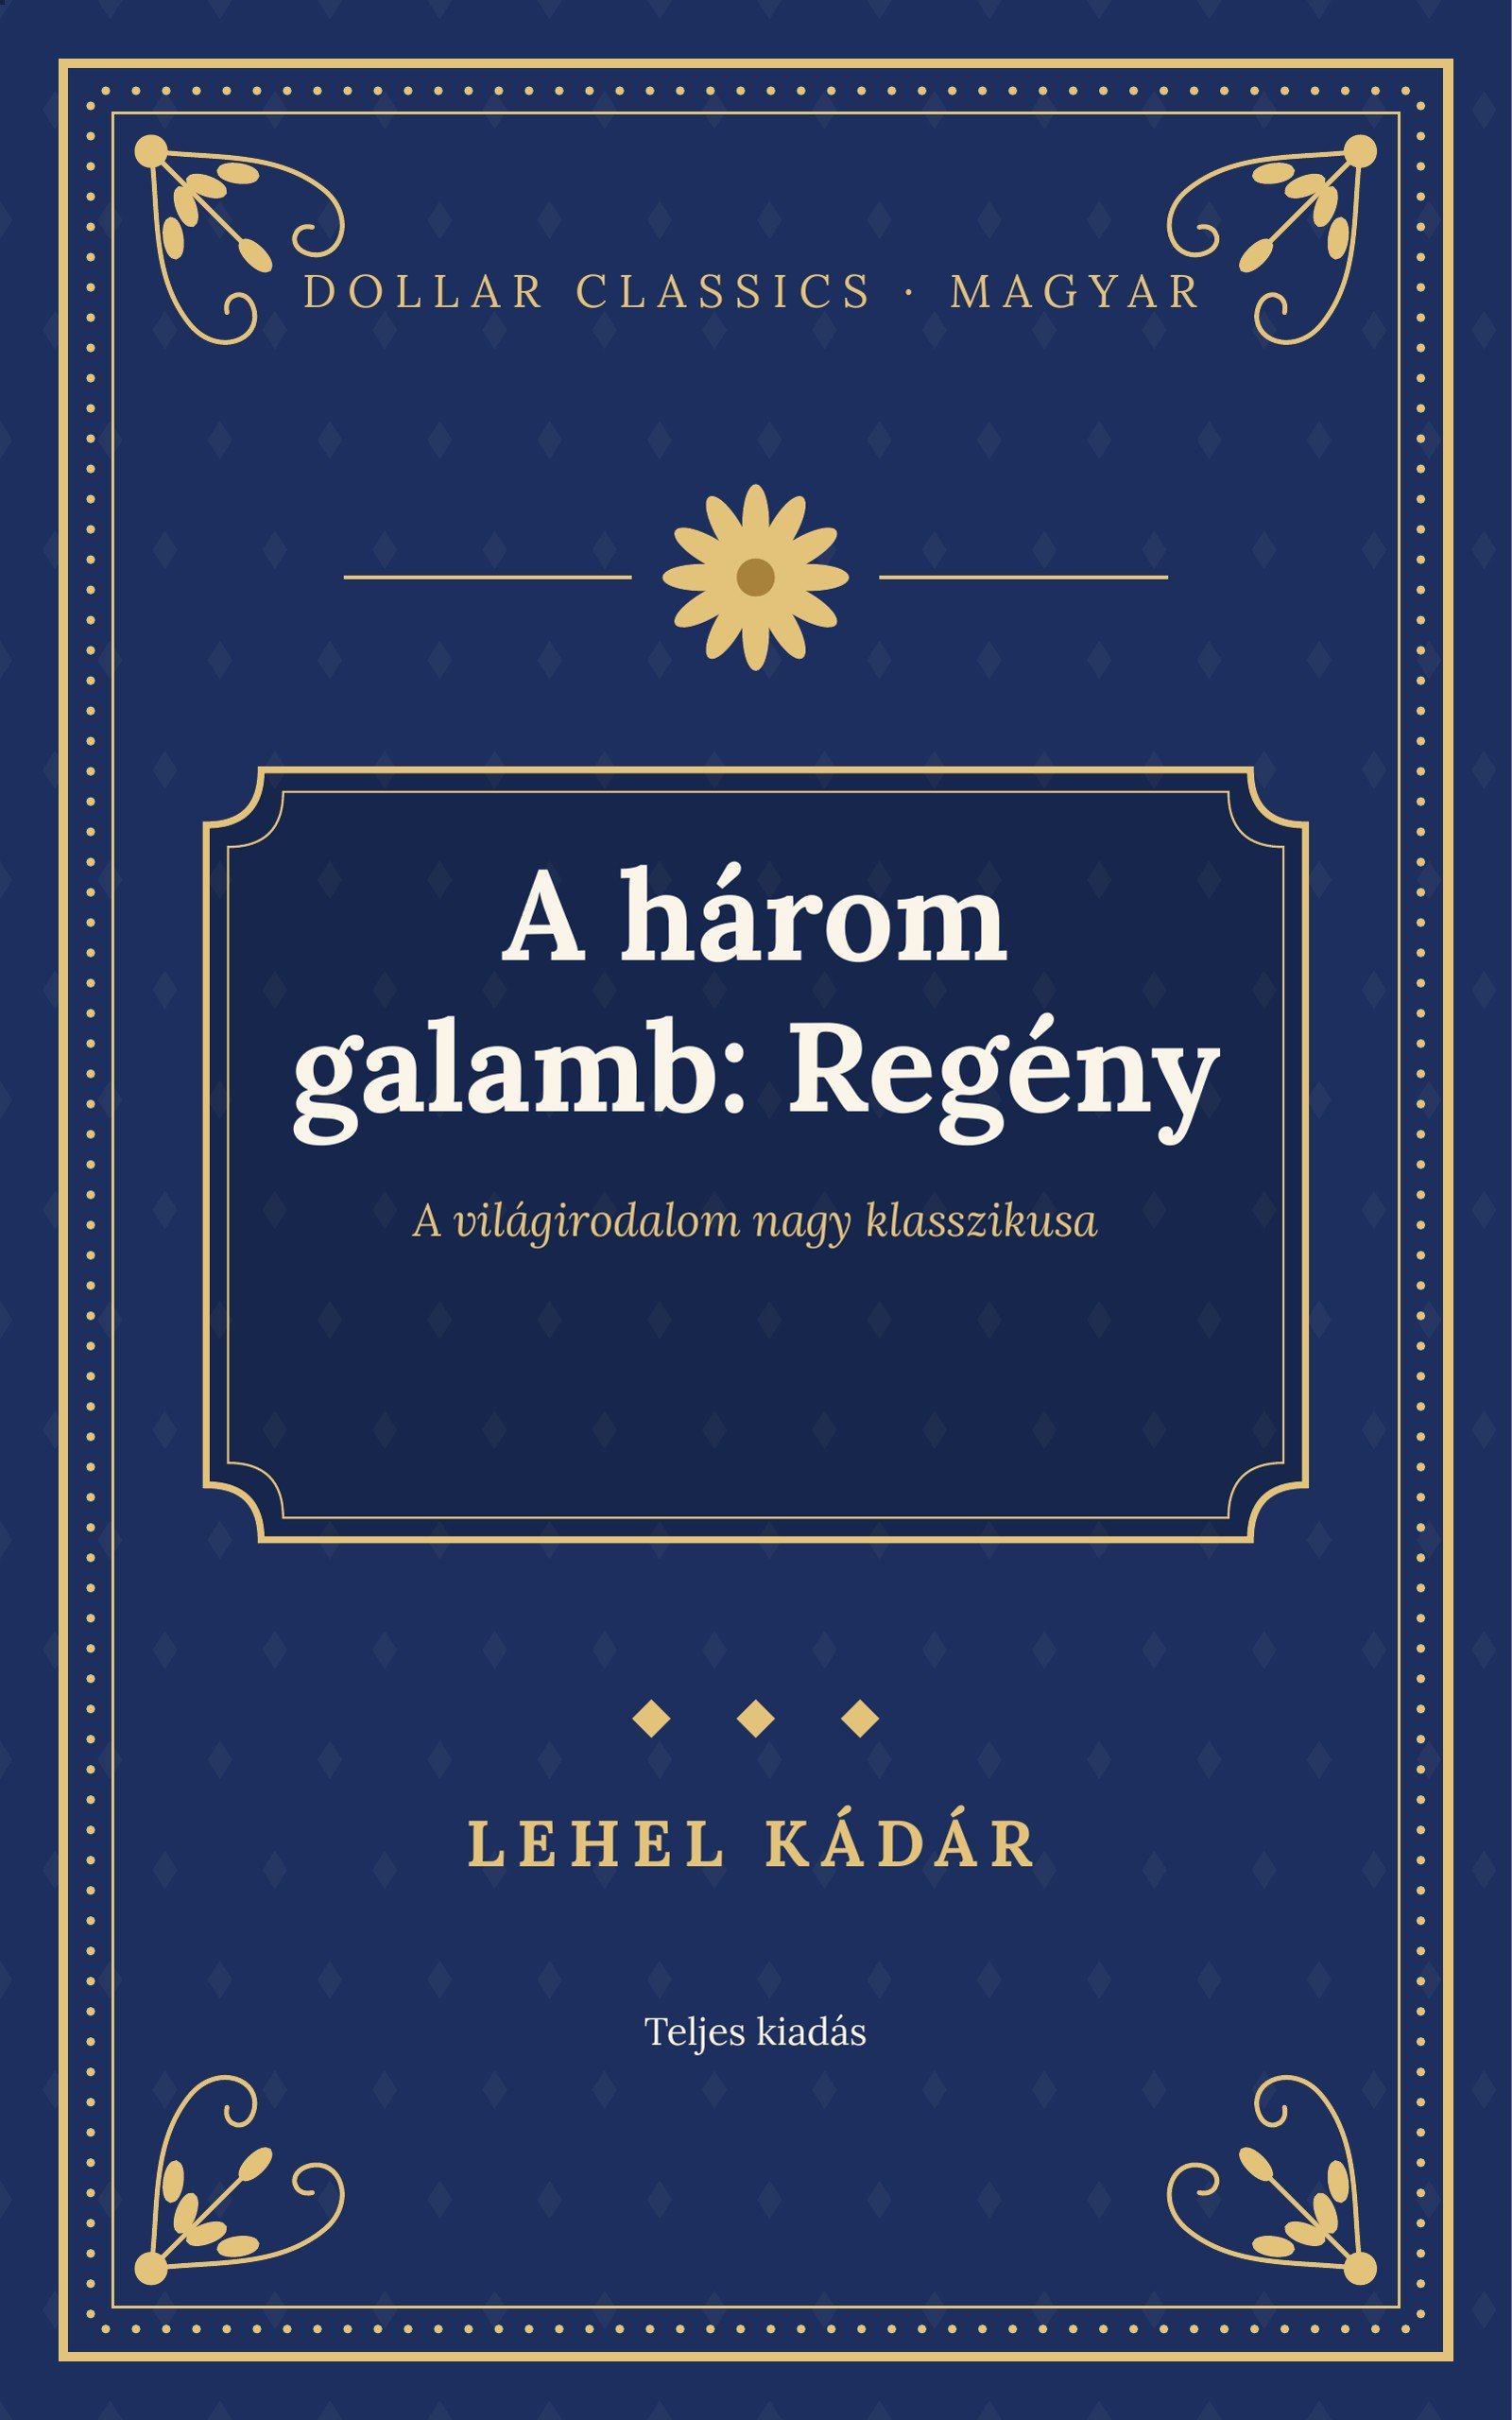 DOLLAR CLASSICS · MAGYAR
A három
galamb: Regény
A világirodalom nagy klasszikusa
LEHEL KÁDÁR
Teljes kiadás